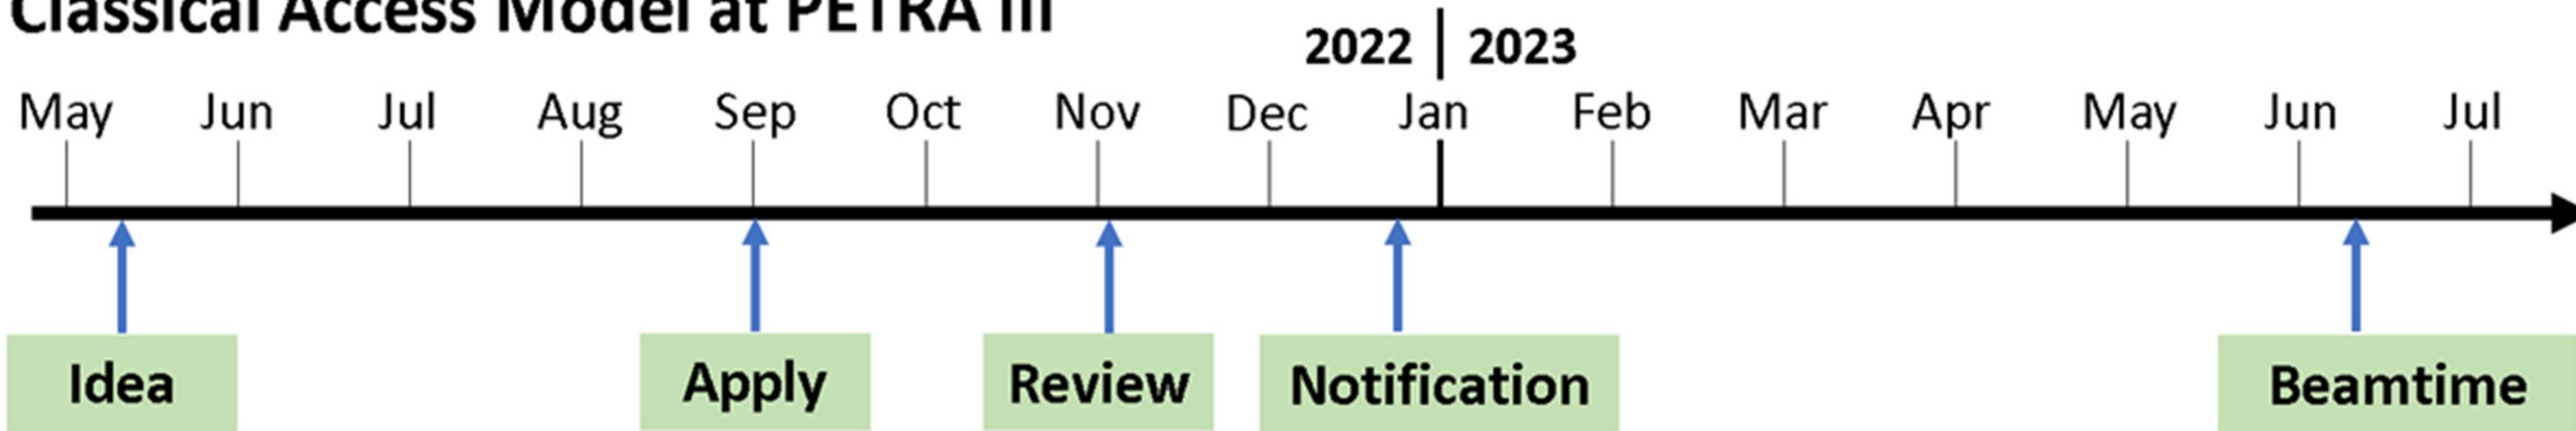 Classical Access Model at PETRA III
2022 | 2023
May Jun Jul Aug Sep Oct Nov Dec Jan Feb Mar Apr May Jun Jul
Idea Apply Review Notification Beamtime